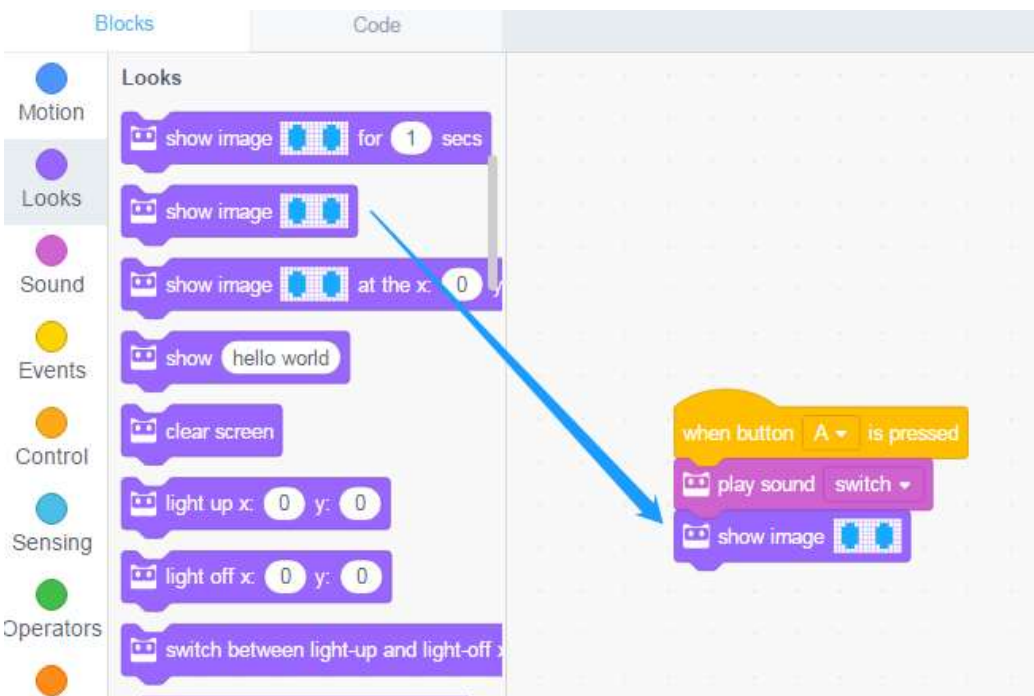 Blocks
Code
Motion
Looks
Sound
Events
Control
Sensing
Operators
Looks
show image for 1 secs
show image
show image at the x: 0 y
show hello world
clear screen
light up x: 0 y: 0
light off x: 0 y: 0
switch between light-up and light-off x
when button A is pressed
play sound switch
show image